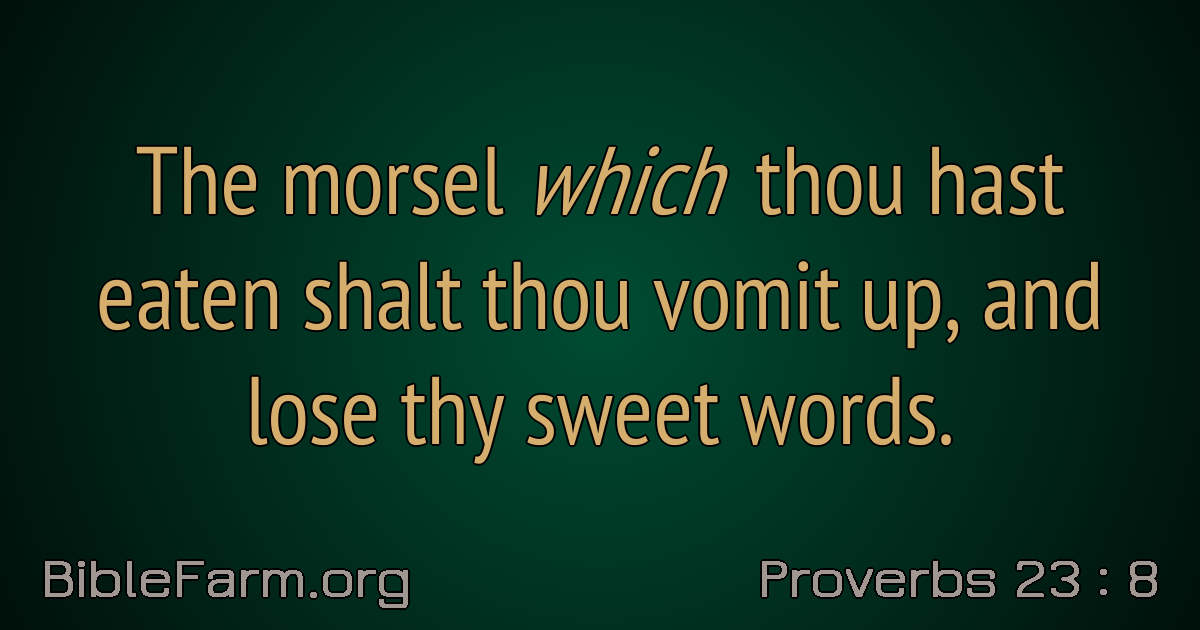 The morsel which thou hast
eaten shalt thou vomit up, and
lose thy sweet words.
BibleFarm.org
Proverbs 23 : 8